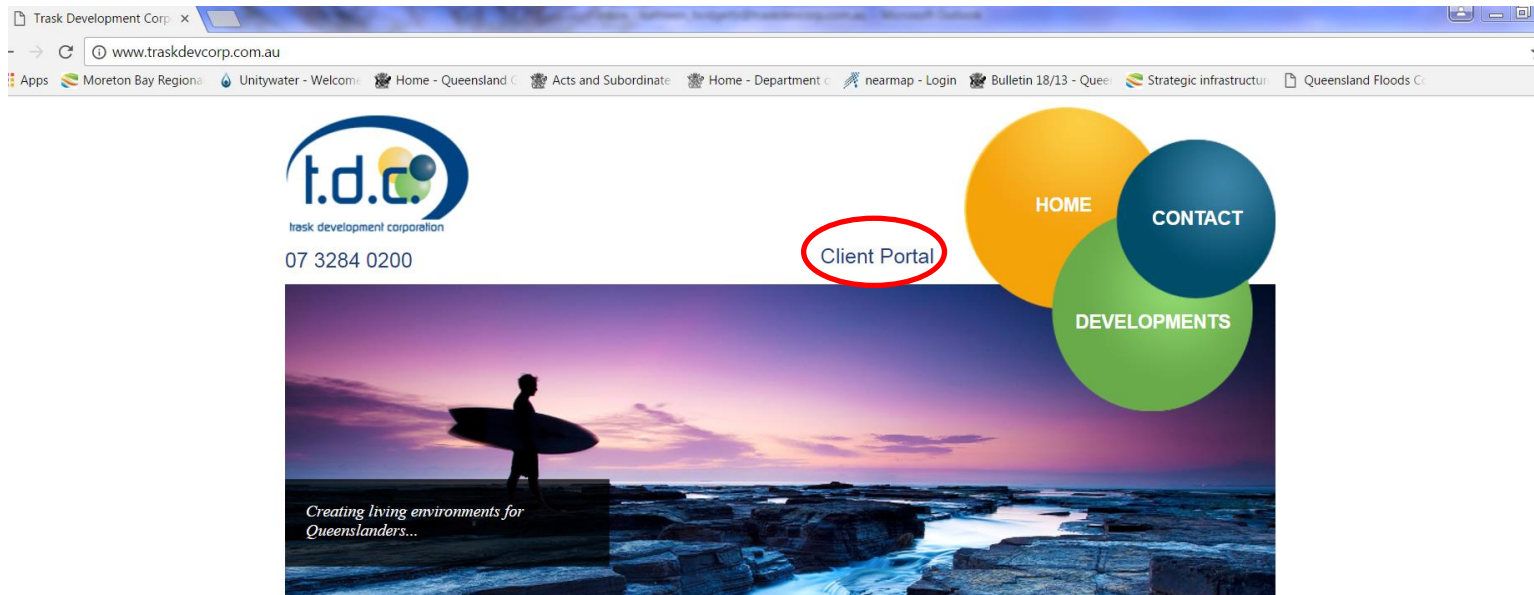 Trask Development Corp
www.traskdevcorp.com.au
Apps Moreton Bay Regiona Unitywater - Welcome Home - Queensland G Acts and Subordinate Home - Department o nearmap - Login Bulletin 18/13 - Quee Strategic infrastructur Queensland Floods Co
t.d.c.
trask development corporation
07 3284 0200
Client Portal
HOME
CONTACT
DEVELOPMENTS
Creating living environments for
Queenslanders...